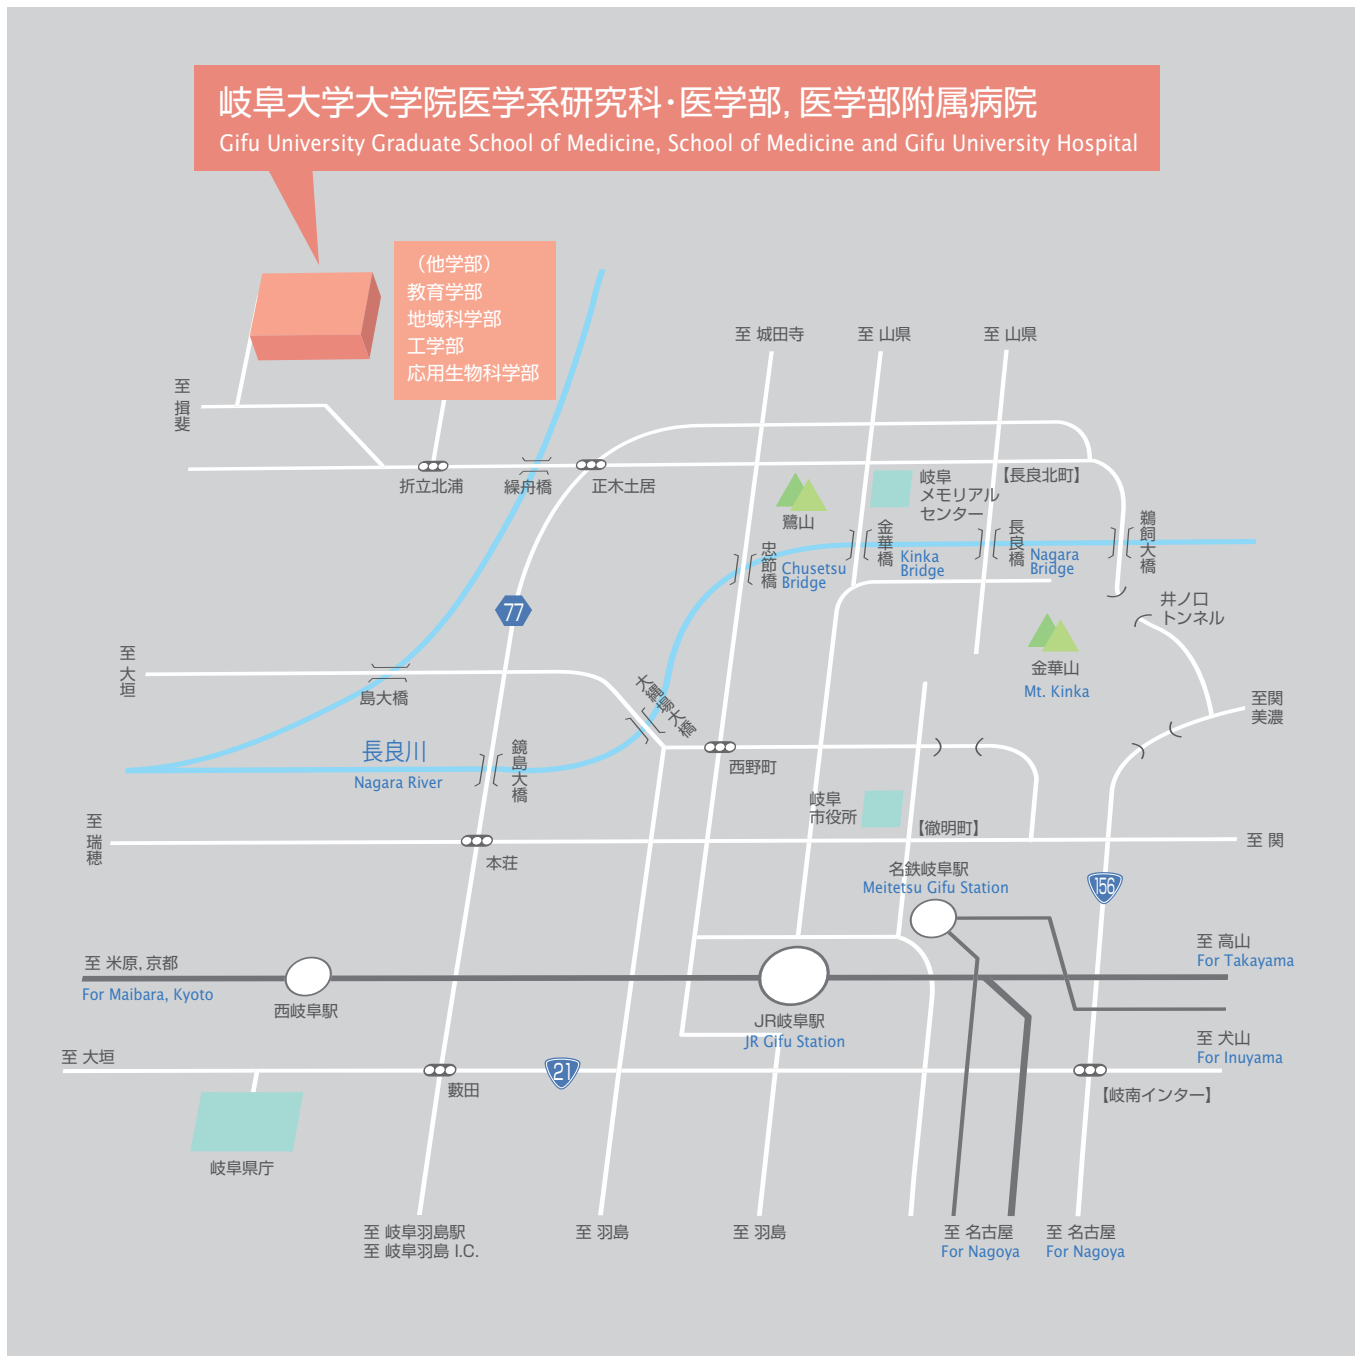 岐阜大学大学院医学系研究科・医学部, 医学部附属病院
Gifu University Graduate School of Medicine, School of Medicine and Gifu University Hospital
（他学部）
教育学部
地域科学部
工学部
応用生物科学部
至 城田寺
至 山県
至 山県
至 揖斐
折立北浦
繰舟橋
正木土居
岐阜
メモリアル
センター
【長良北町】
鷺山
金華橋
Kinka
Bridge
長良橋
Nagara
Bridge
鵜飼大橋
忠節橋
Chusetsu
Bridge
77
井ノ口
トンネル
至 大垣
島大橋
大縄場大橋
金華山
Mt. Kinka
至関
美濃
長良川
Nagara River
鏡島大橋
西野町
岐阜
市役所
【徹明町】
至 瑞穂
本荘
至 関
名鉄岐阜駅
Meitetsu Gifu Station
156
至 米原, 京都
For Maibara, Kyoto
西岐阜駅
JR岐阜駅
JR Gifu Station
至 高山
For Takayama
至 大垣
藪田
21
至 犬山
For Inuyama
【岐南インター】
岐阜県庁
至 岐阜羽島駅
至 岐阜羽島 I.C.
至 羽島
至 羽島
至 名古屋
For Nagoya
至 名古屋
For Nagoya